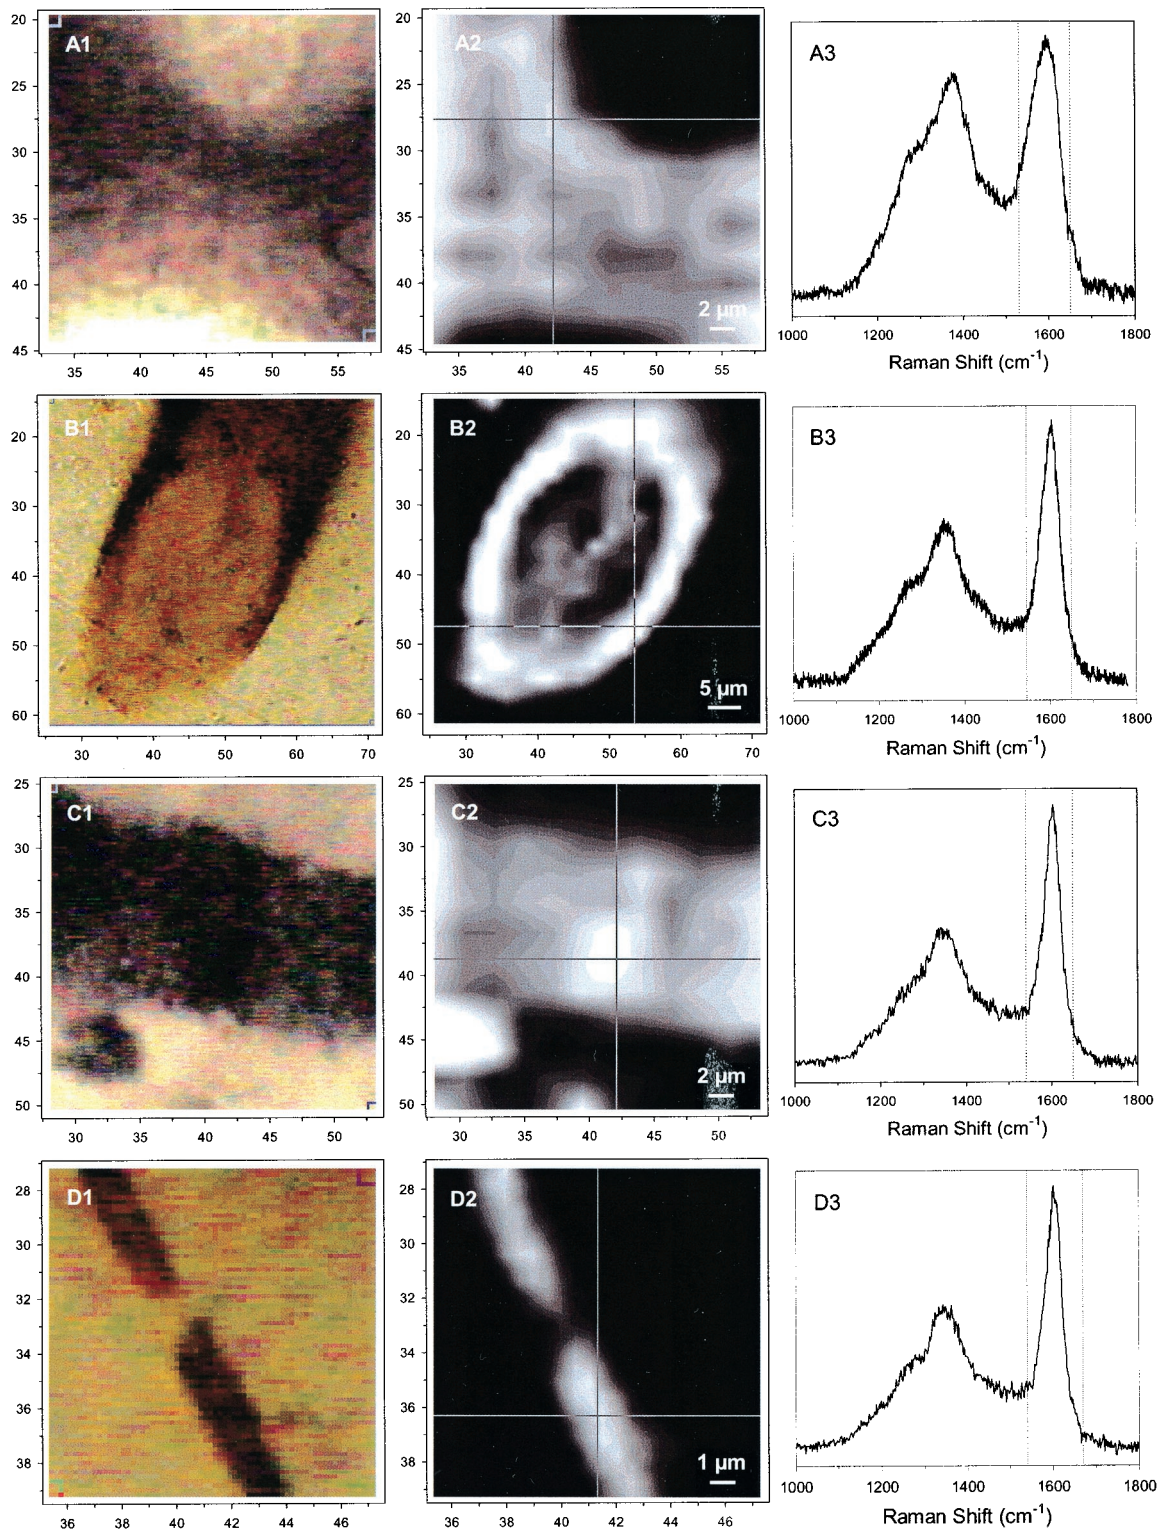 A1
20
25
30
35
40
45
35 40 45 50 55
A2
20
25
30
35
40
45
2 µm
35 40 45 50 55
A3
1000 1200 1400 1600 1800
Raman Shift (cm⁻¹)
B1
20
30
40
50
60
30 40 50 60 70
B2
20
30
40
50
60
5 µm
30 40 50 60 70
B3
1000 1200 1400 1600 1800
Raman Shift (cm⁻¹)
C1
25
30
35
40
45
50
30 35 40 45 50
C2
25
30
35
40
45
50
2 µm
30 35 40 45 50
C3
1000 1200 1400 1600 1800
Raman Shift (cm⁻¹)
D1
28
30
32
34
36
38
36 38 40 42 44 46
D2
28
30
32
34
36
38
1 µm
36 38 40 42 44 46
D3
1000 1200 1400 1600 1800
Raman Shift (cm⁻¹)